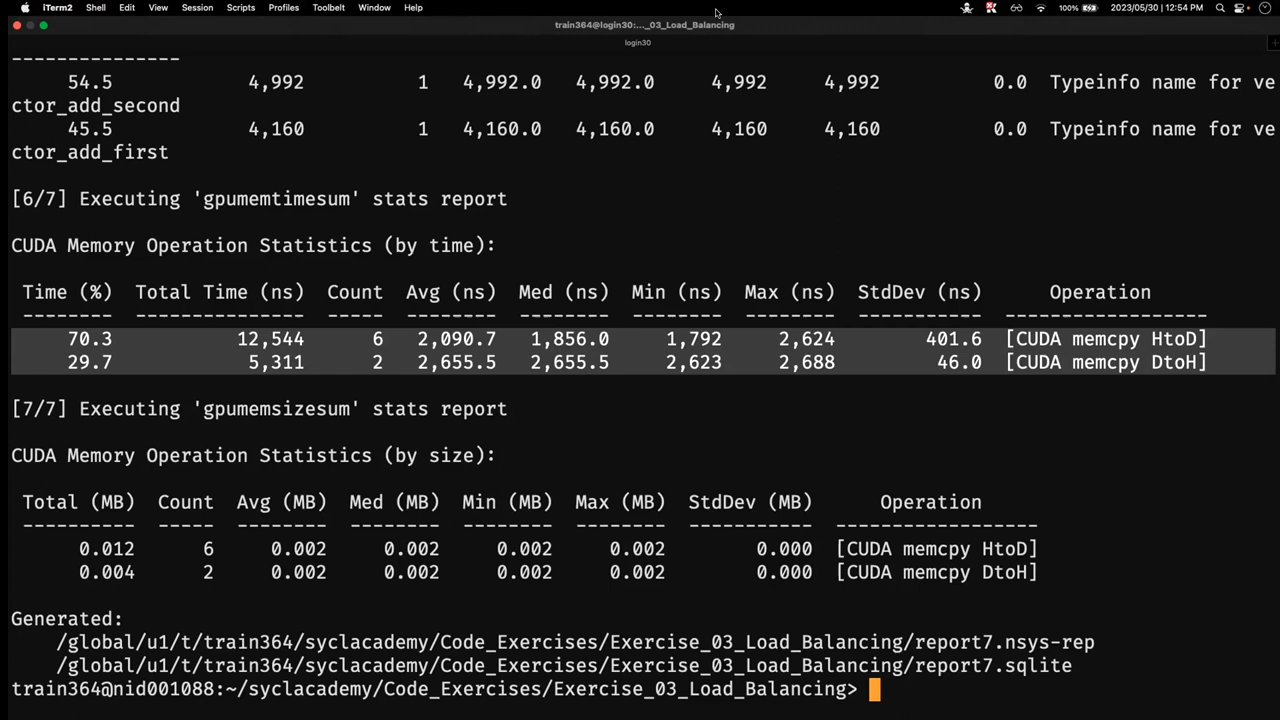 iTerm2 Shell Edit View Session Scripts Profiles Toolbelt Window Help 100% 2023/05/30 12:54 PM
train364@login30:..._03_Load_Balancing
login30
---------------
54.5 4,992 1 4,992.0 4,992.0 4,992 4,992 0.0 Typeinfo name for ve
ctor_add_second
45.5 4,160 1 4,160.0 4,160.0 4,160 4,160 0.0 Typeinfo name for ve
ctor_add_first
[6/7] Executing 'gpumemtimesum' stats report
CUDA Memory Operation Statistics (by time):
Time (%) Total Time (ns) Count Avg (ns) Med (ns) Min (ns) Max (ns) StdDev (ns) Operation
-------- --------------- ----- -------- -------- -------- -------- ----------- ------------------
70.3 12,544 6 2,090.7 1,856.0 1,792 2,624 401.6 [CUDA memcpy HtoD]
29.7 5,311 2 2,655.5 2,655.5 2,623 2,688 46.0 [CUDA memcpy DtoH]
[7/7] Executing 'gpumemsizesum' stats report
CUDA Memory Operation Statistics (by size):
Total (MB) Count Avg (MB) Med (MB) Min (MB) Max (MB) StdDev (MB) Operation
---------- ----- -------- -------- -------- -------- ----------- ------------------
0.012 6 0.002 0.002 0.002 0.002 0.000 [CUDA memcpy HtoD]
0.004 2 0.002 0.002 0.002 0.002 0.000 [CUDA memcpy DtoH]
Generated:
/global/u1/t/train364/syclacademy/Code_Exercises/Exercise_03_Load_Balancing/report7.nsys-rep
/global/u1/t/train364/syclacademy/Code_Exercises/Exercise_03_Load_Balancing/report7.sqlite
train364@nid001088:~/syclacademy/Code_Exercises/Exercise_03_Load_Balancing>